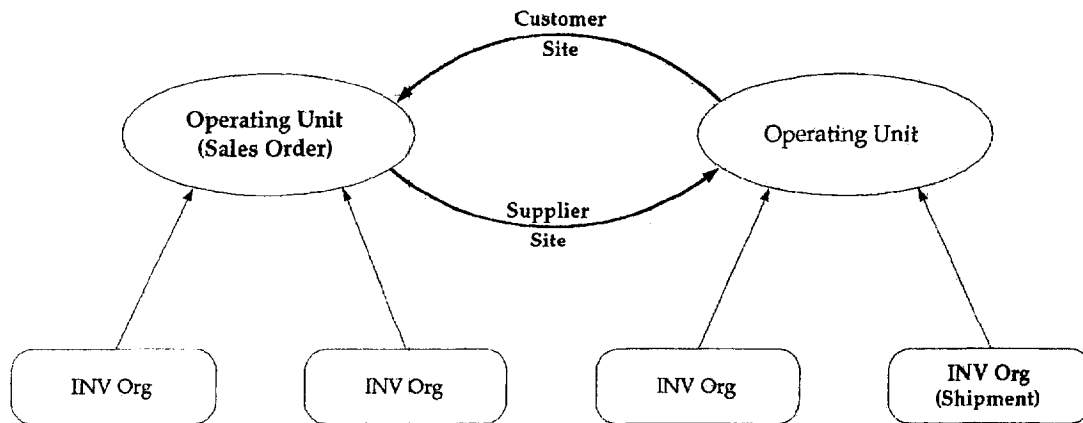 Customer
Site
Operating Unit
(Sales Order)
Operating Unit
Supplier
Site
INV Org
INV Org
INV Org
INV Org
(Shipment)